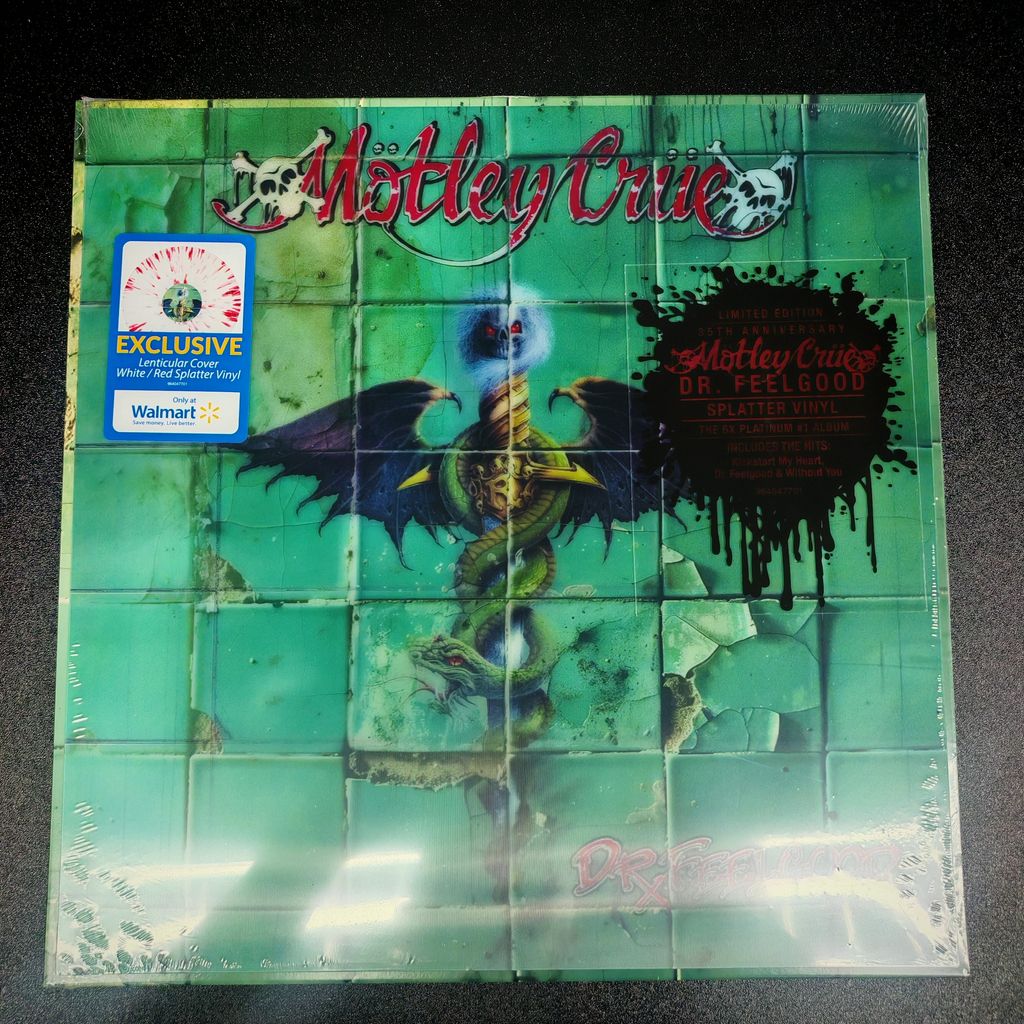 Mötley Crüe
EXCLUSIVE
Lenticular Cover
White / Red Splatter Vinyl
964047701
Only at
Walmart
Save money. Live better.
LIMITED EDITION
35TH ANNIVERSARY
Mötley Crüe
DR. FEELGOOD
SPLATTER VINYL
THE 6X PLATINUM #1 ALBUM
INCLUDES THE HITS:
Kickstart My Heart,
Dr. Feelgood & Without You
964047701
DR. FEELGOOD